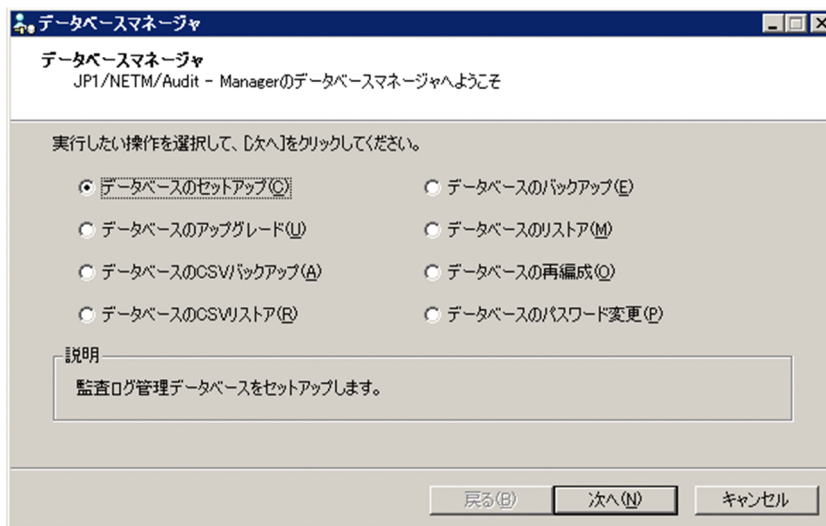 データベースマネージャ
データベースマネージャ
JP1/NETM/Audit - Managerのデータベースマネージャへようこそ
実行したい操作を選択して、[次へ]をクリックしてください。
データベースのセットアップ(C)
データベースのバックアップ(E)
データベースのアップグレード(U)
データベースのリストア(M)
データベースのCSVバックアップ(A)
データベースの再編成(O)
データベースのCSVリストア(R)
データベースのパスワード変更(P)
説明
監査ログ管理データベースをセットアップします。
戻る(B) 次へ(N) キャンセル